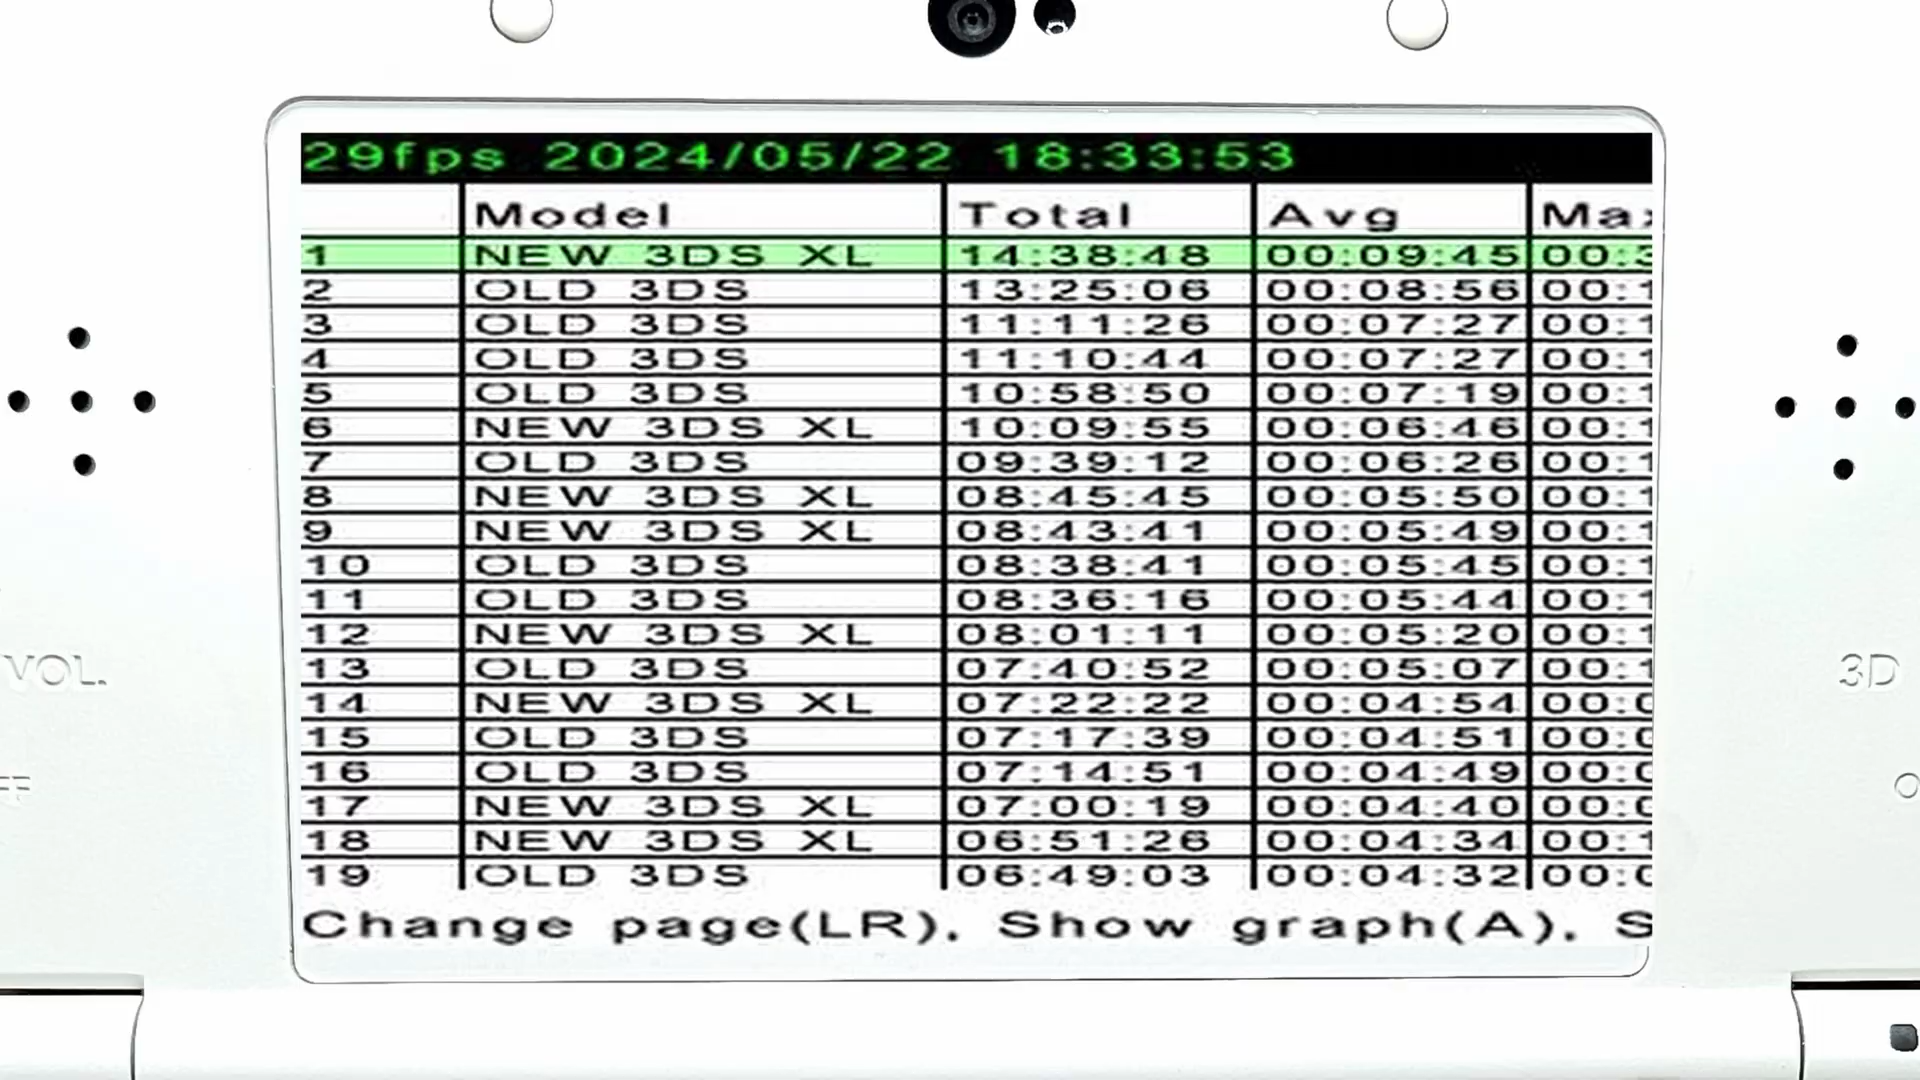 29fps 2024/05/22 18:33:53
Model Total Avg
1 NEW 3DS XL 14:38:48 00:09:45
2 OLD 3DS 13:25:06 00:08:56
3 OLD 3DS 11:11:26 00:07:27
4 OLD 3DS 11:10:44 00:07:27
5 OLD 3DS 10:58:50 00:07:19
6 NEW 3DS XL 10:09:55 00:06:46
7 OLD 3DS 09:39:12 00:06:26
8 NEW 3DS XL 08:45:45 00:05:50
9 NEW 3DS XL 08:43:41 00:05:49
10 OLD 3DS 08:38:41 00:05:45
11 OLD 3DS 08:36:16 00:05:44
12 NEW 3DS XL 08:01:11 00:05:20
13 OLD 3DS 07:40:52 00:05:07
14 NEW 3DS XL 07:22:22 00:04:54
15 OLD 3DS 07:17:39 00:04:51
16 OLD 3DS 07:14:51 00:04:49
17 NEW 3DS XL 07:00:19 00:04:40
18 NEW 3DS XL 06:51:26 00:04:34
19 OLD 3DS 06:49:03 00:04:32
Change page(LR). Show graph(A).
VOL.
3D